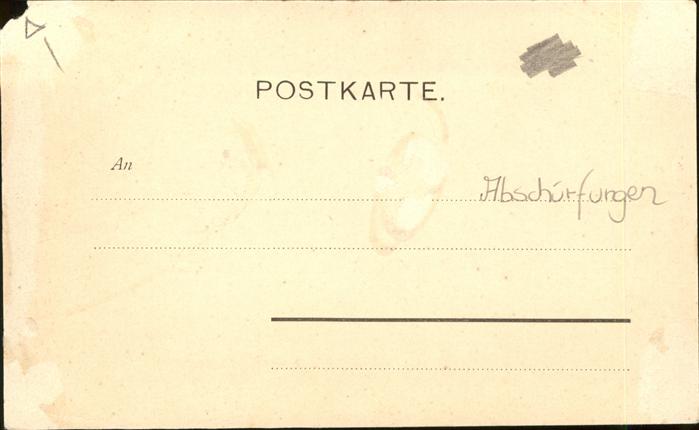 POSTKARTE.
An
Abschürfungen